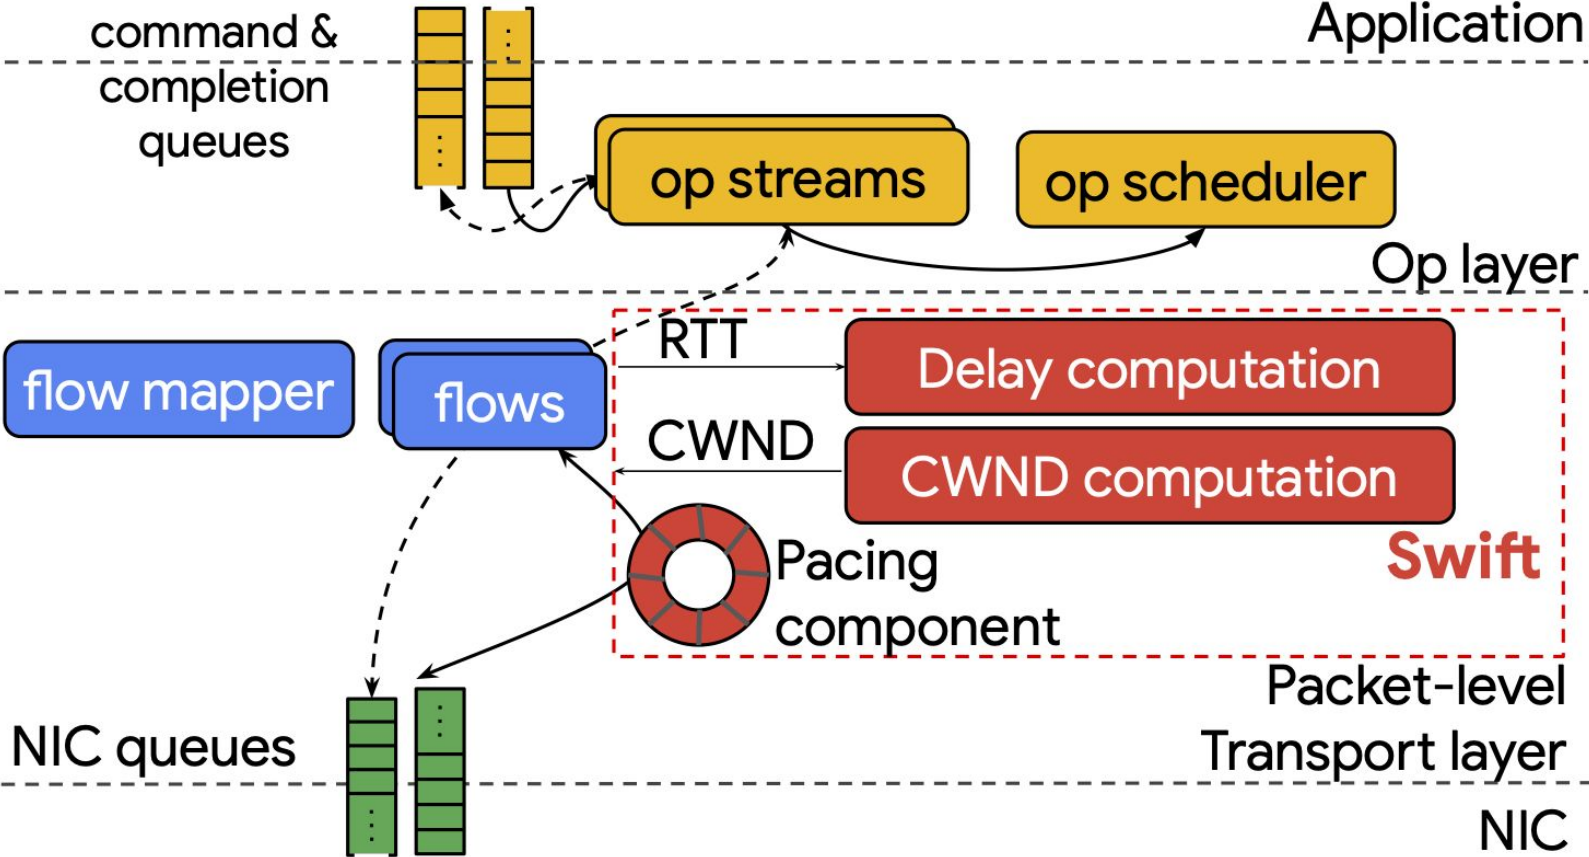 command &
completion
queues
Application
op streams
op scheduler
Op layer
flow mapper
flows
RTT
Delay computation
CWND
CWND computation
Swift
Pacing
component
Packet-level
Transport layer
NIC queues
NIC